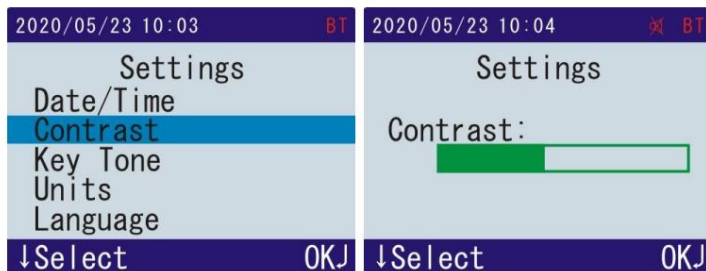 2020/05/23 10:03 BT
Settings
Date/Time
Contrast
Key Tone
Units
Language
↓Select OK↲
2020/05/23 10:04 BT
Settings
Contrast:
↓Select OK↲